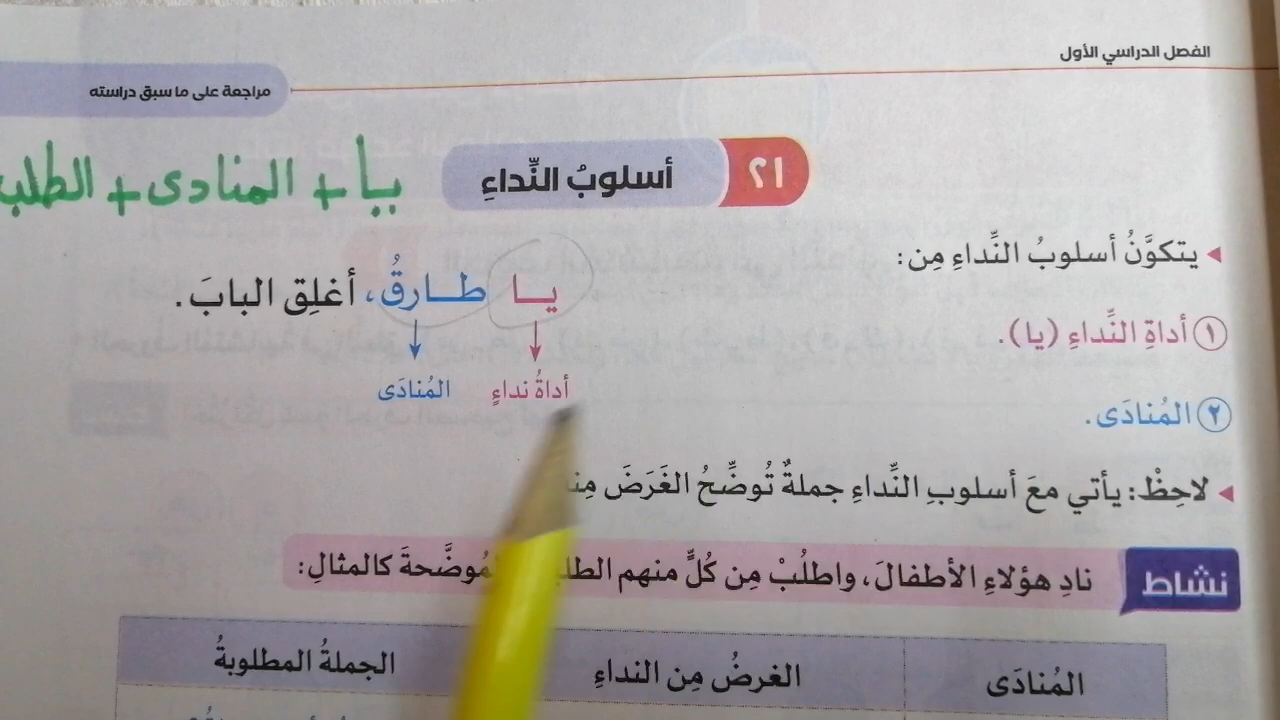 الفصل الدراسي الأول
مراجعة على ما سبق دراسته
٢١ أسلوبُ النِّداءِ
يا + المنادى + الطلب
يتكوَّنُ أسلوبُ النِّداءِ مِن:
يا طارقُ، أغلِق البابَ.
١ أداةِ النِّداءِ (يا).
أداةُ نداءٍ المُنادَى
٢ المُنادَى.
لاحِظْ: يأتي معَ أسلوبِ النِّداءِ جملةٌ تُوضِّحُ الغَرَضَ
نشاط نادِ هؤلاءِ الأطفالَ، واطلُبْ مِن كُلٍّ منهم كالمثالِ:
المُنادَى الغرضُ مِن النداءِ الجملةُ المطلوبةُ